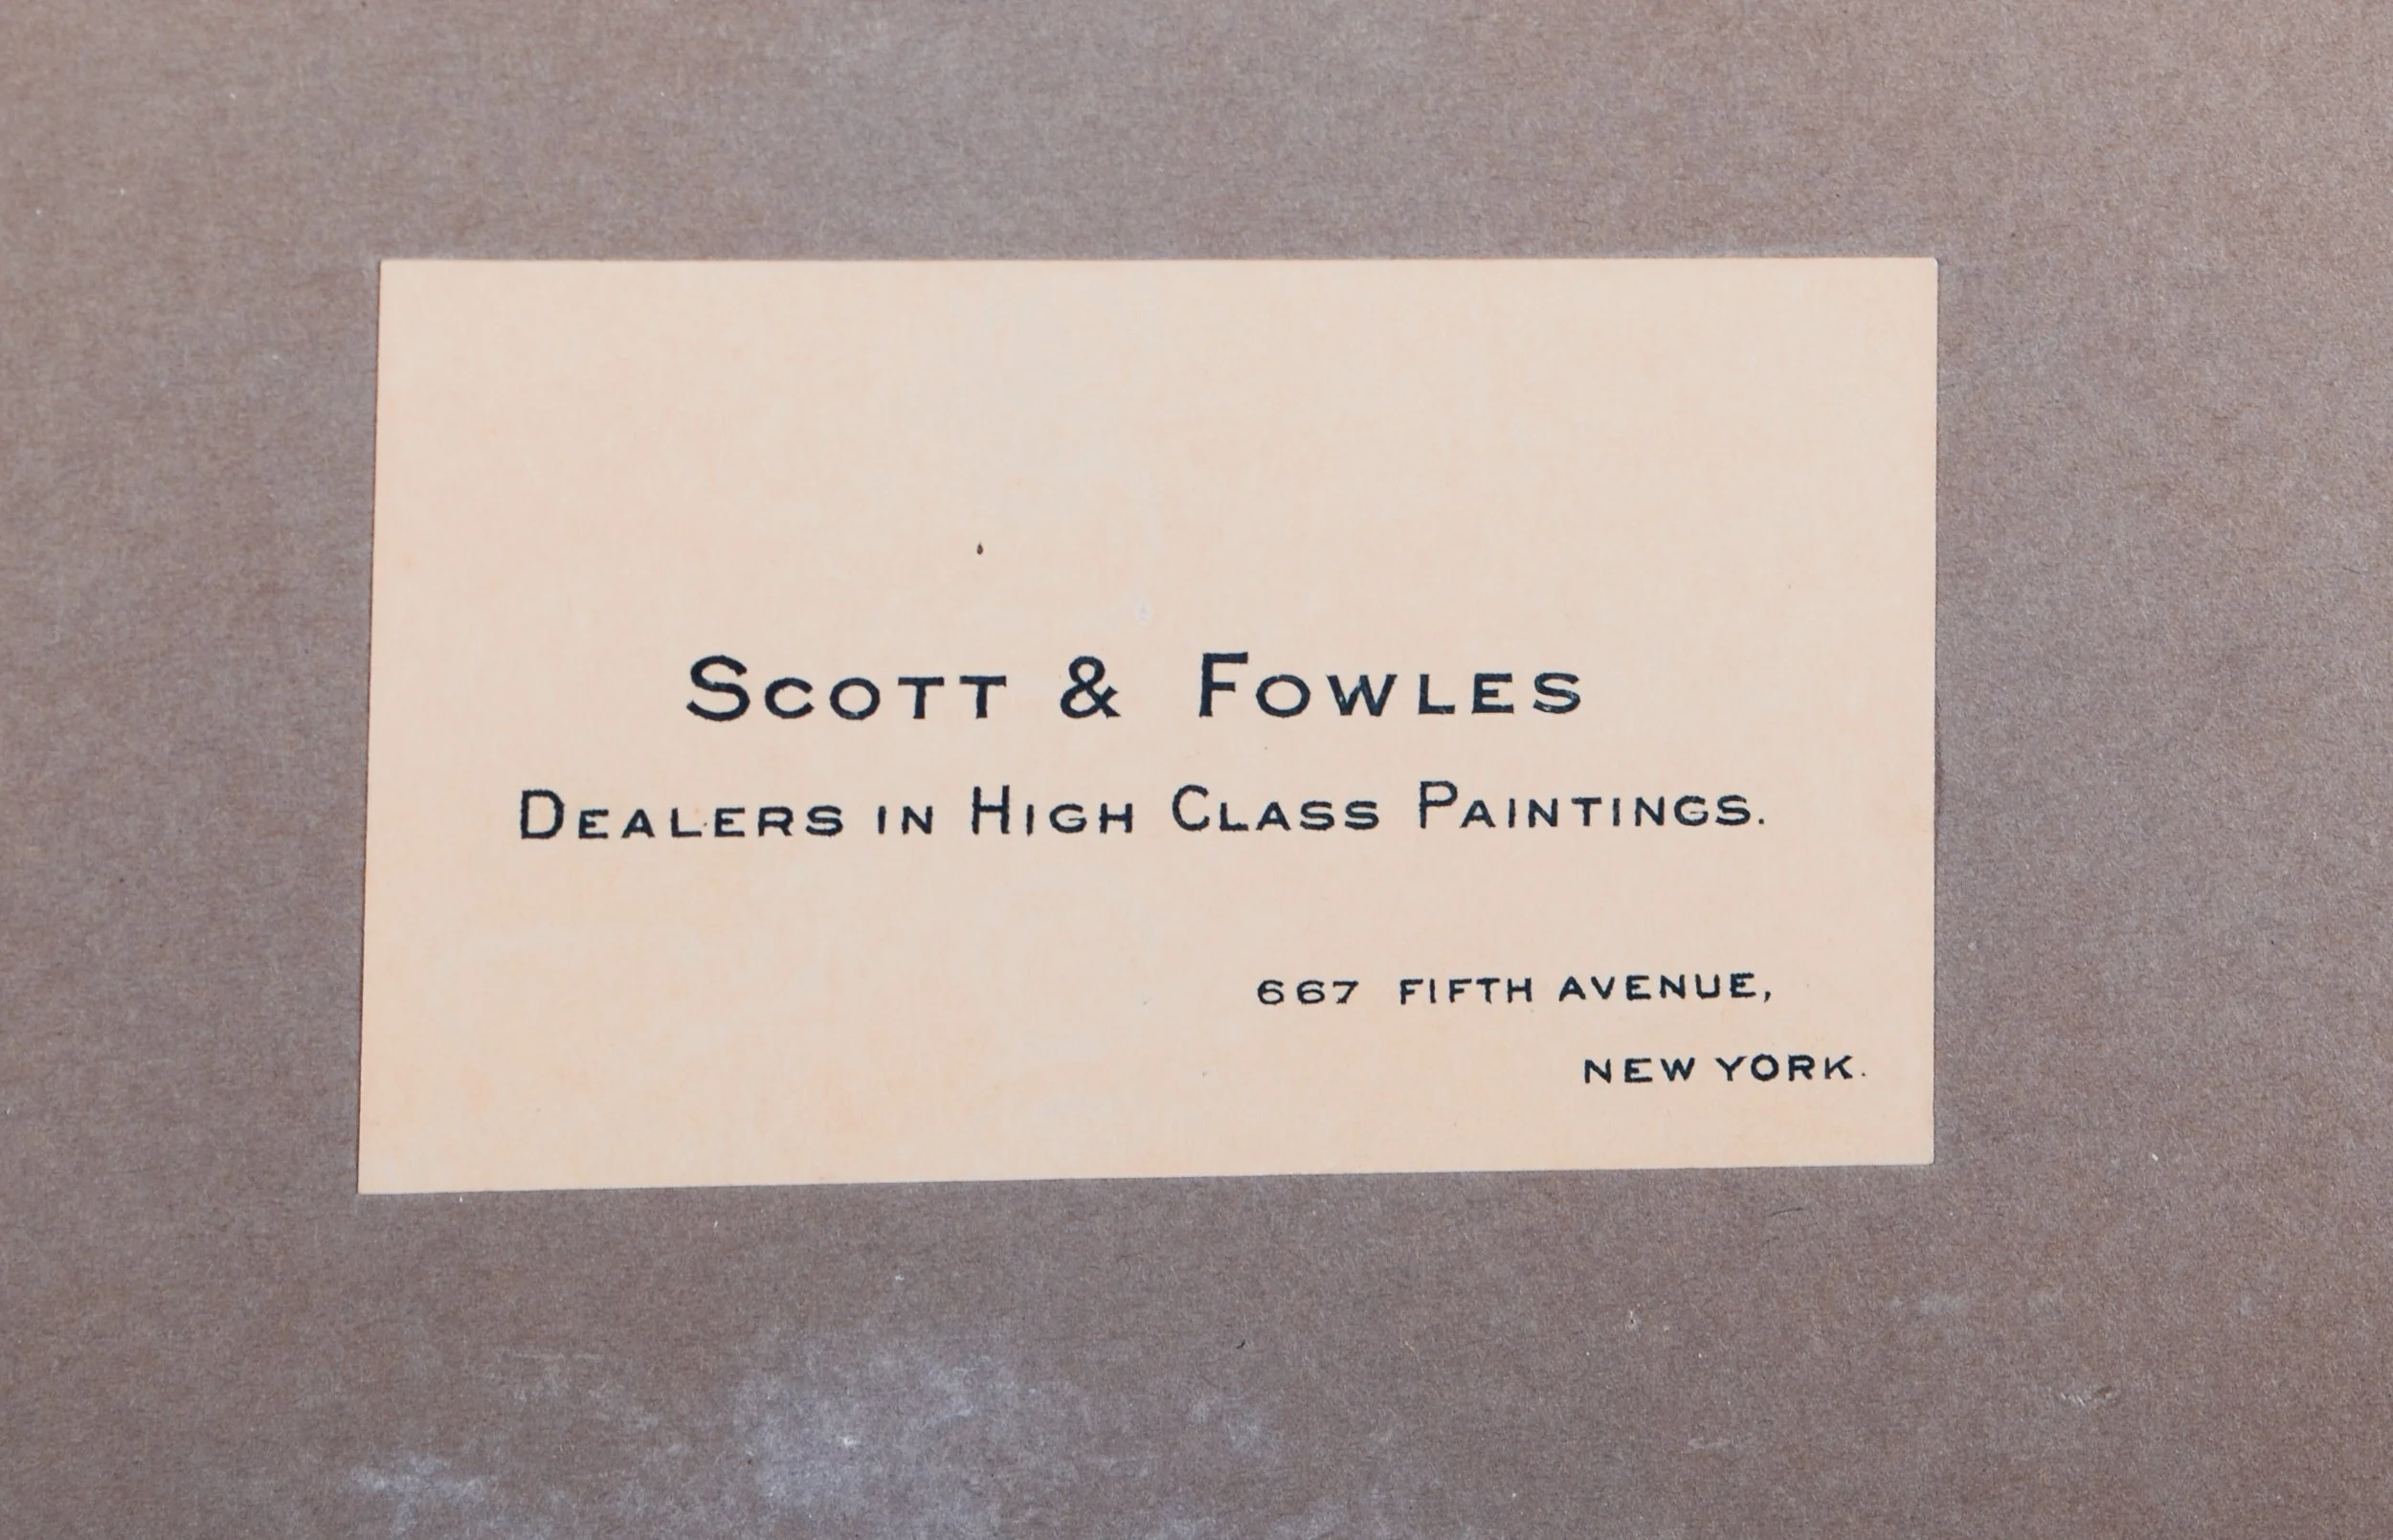 Scott & Fowles
Dealers in High Class Paintings.
667 FIFTH AVENUE,
NEW YORK.